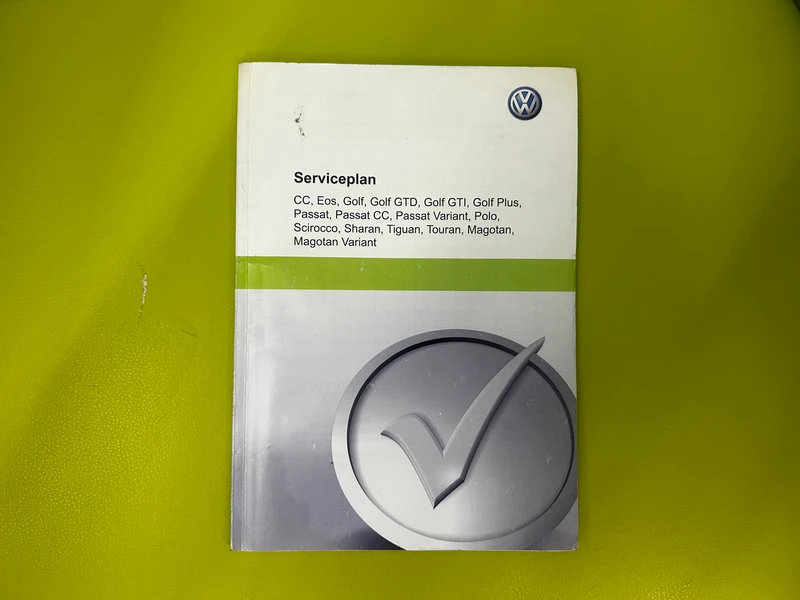 Serviceplan
CC, Eos, Golf, Golf GTD, Golf GTI, Golf Plus,
Passat, Passat CC, Passat Variant, Polo,
Scirocco, Sharan, Tiguan, Touran, Magotan,
Magotan Variant